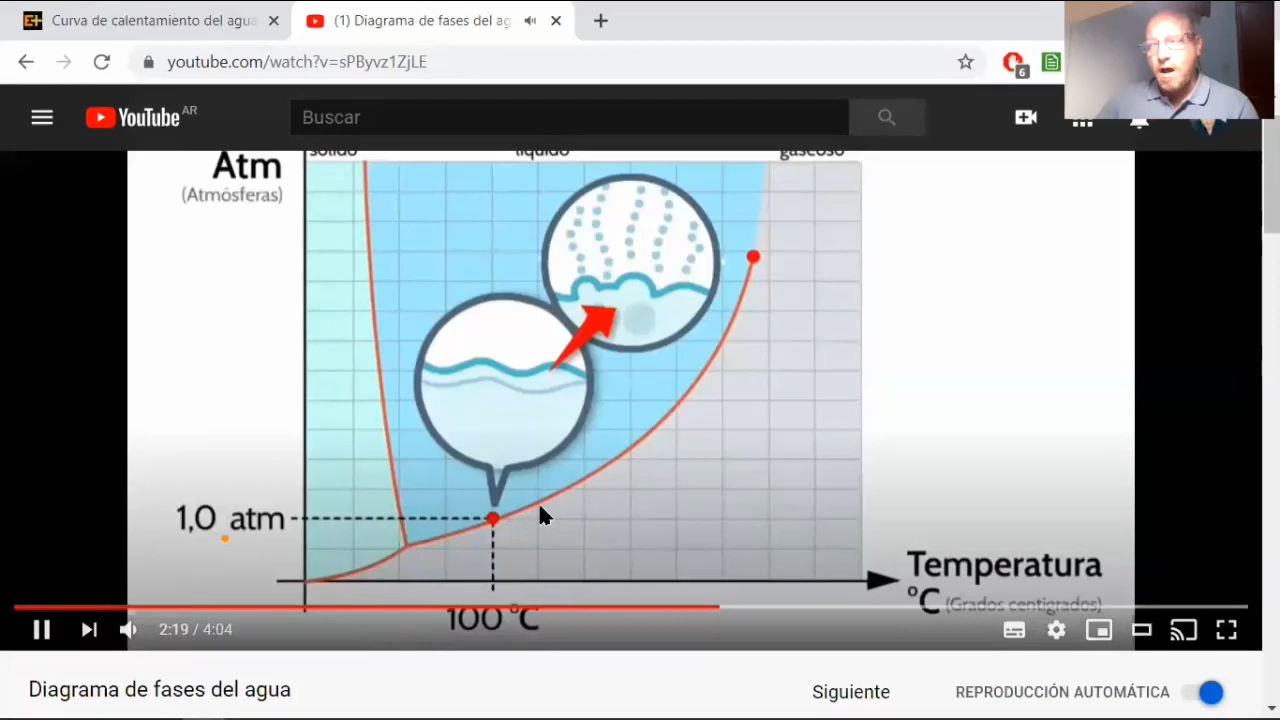 E+ Curva de calentamiento del agua
(1) Diagrama de fases del ag
youtube.com/watch?v=sPByvz1ZjLE
6
YouTube AR
Buscar
sólido líquido gaseoso
Atm
(Atmósferas)
1,0 atm
100 °C
Temperatura
°C (Grados centigrados)
2:19 / 4:04
Diagrama de fases del agua
Siguiente
REPRODUCCIÓN AUTOMÁTICA